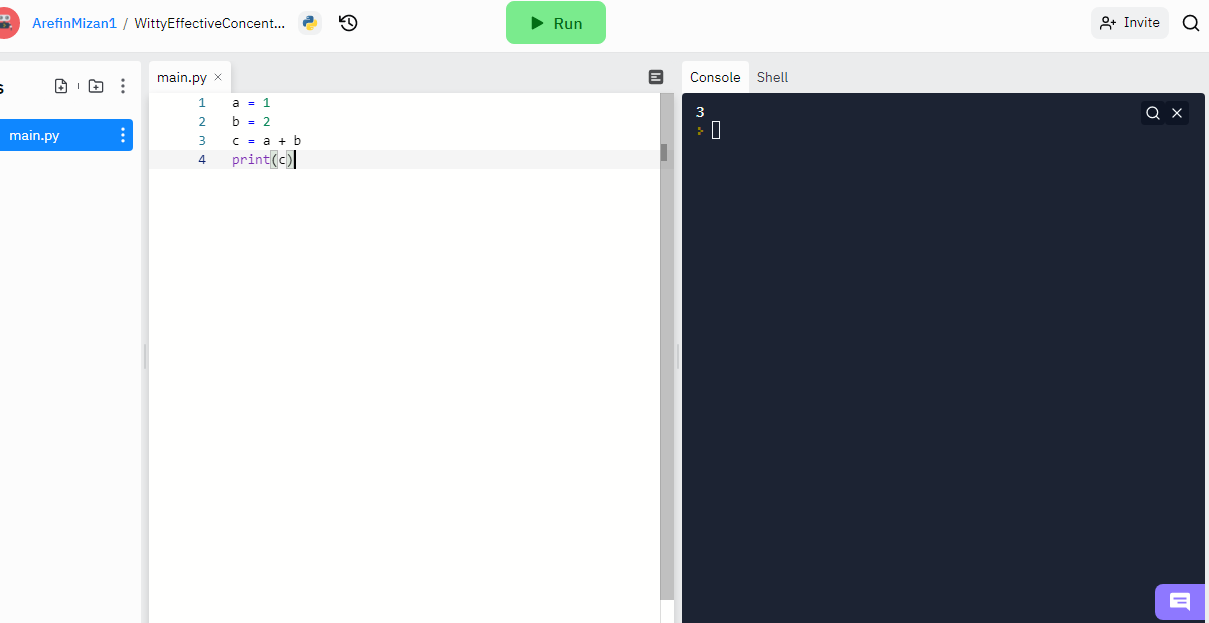 ArefinMizan1 / WittyEffectiveConcent...
Run
Invite
s
main.py
main.py ×
1 a = 1
2 b = 2
3 c = a + b
4 print(c)
Console Shell
3